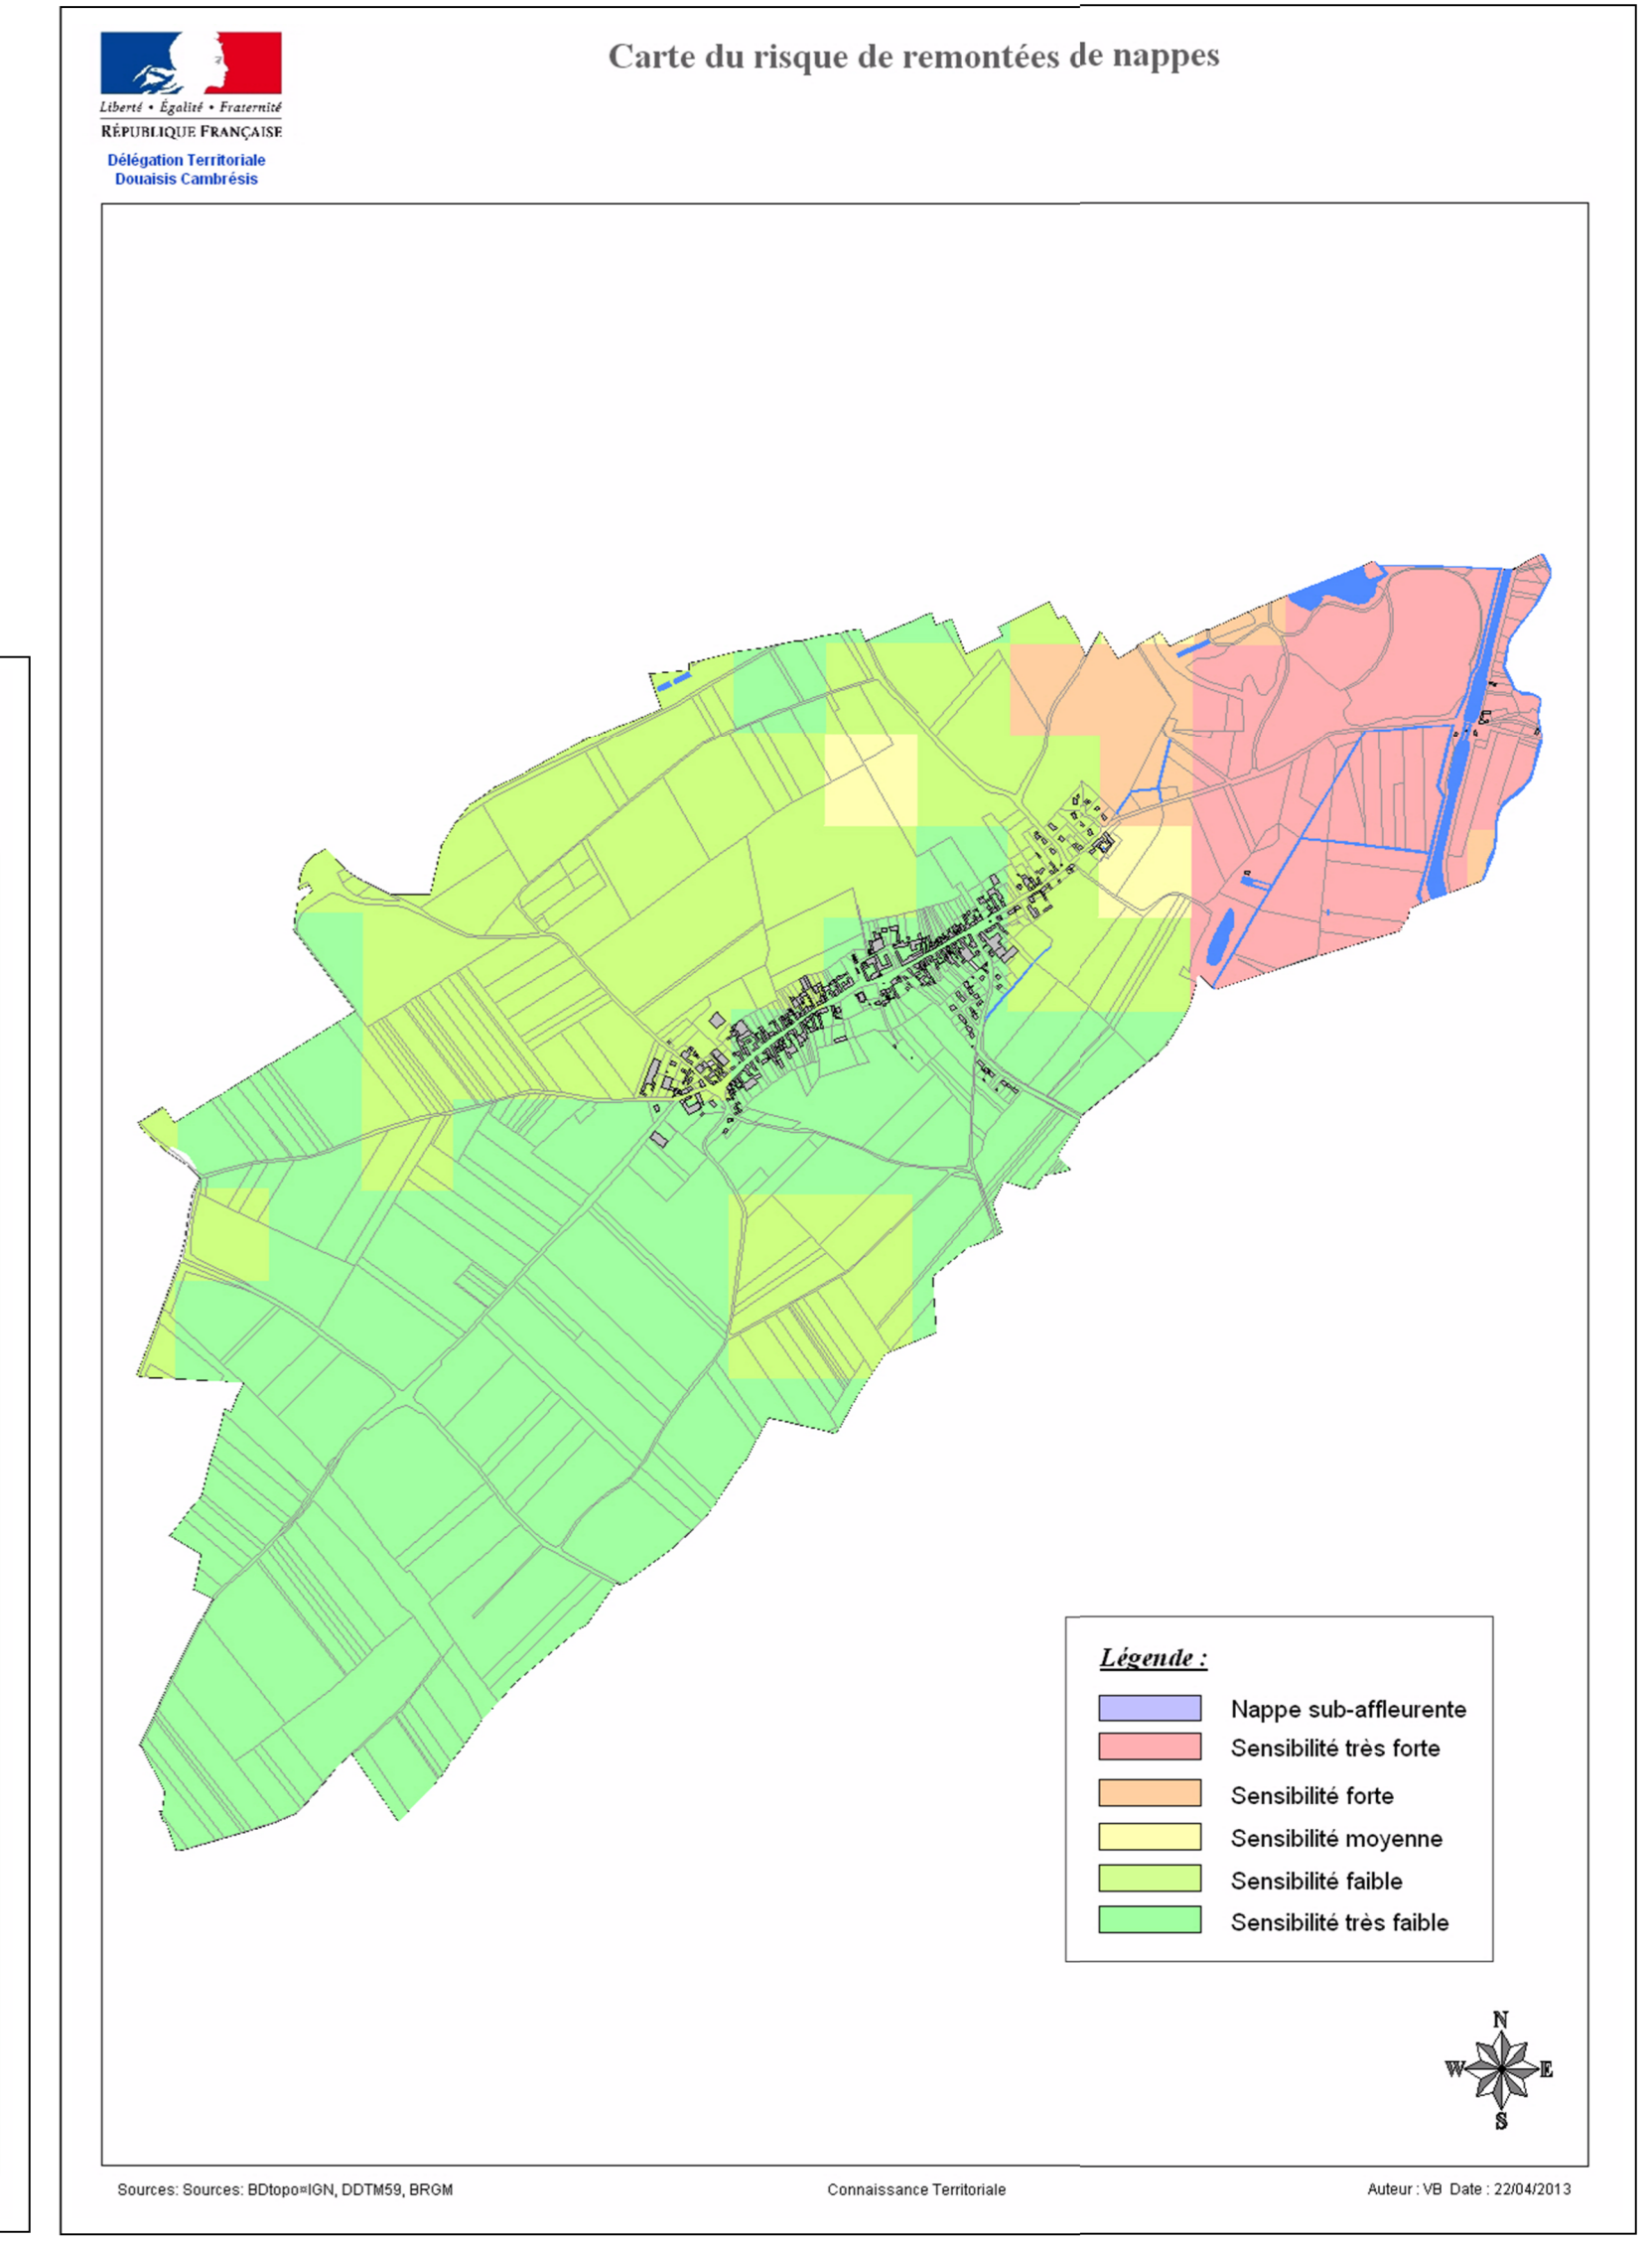 Carte du risque de remontées de nappes
Liberté • Égalité • Fraternité
RÉPUBLIQUE FRANÇAISE
Délégation Territoriale
Douaisis Cambrésis
Légende :
Nappe sub-affleurente
Sensibilité très forte
Sensibilité forte
Sensibilité moyenne
Sensibilité faible
Sensibilité très faible
N
W E
S
Sources: Sources: BDtopo¤IGN, DDTM59, BRGM
Connaissance Territoriale
Auteur : VB Date : 22/04/2013